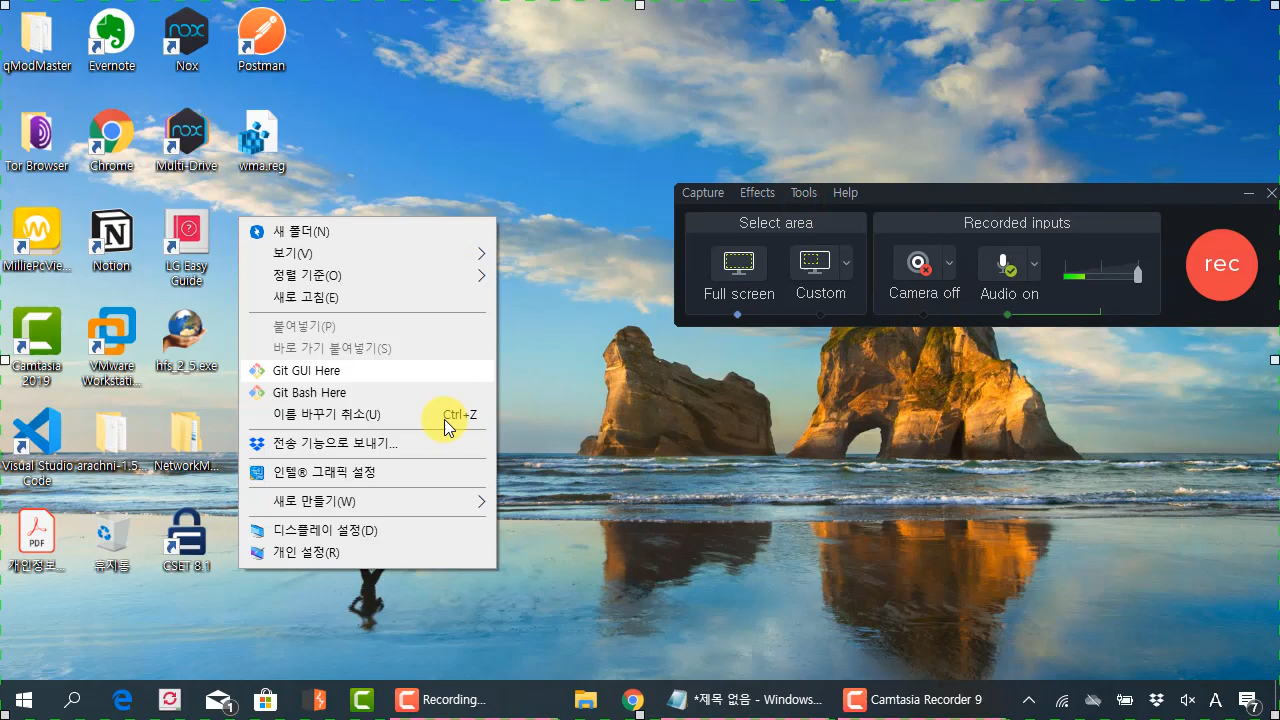 qModMaster
Evernote
Nox
Postman
Tor Browser
Chrome
Multi-Drive
wma.reg
MilliePcVie...
Notion
LG Easy
Guide
Camtasia
2019
VMware
Workstati...
hfs_2_5.exe
Visual Studio
Code
arachni-1.5...
NetworkM...
PDF
개인정보...
휴지통
CSET 8.1
새 폴더(N)
보기(V)
정렬 기준(O)
새로 고침(E)
붙여넣기(P)
바로 가기 붙여넣기(S)
Git GUI Here
Git Bash Here
이름 바꾸기 취소(U) Ctrl+Z
전송 기능으로 보내기...
인텔® 그래픽 설정
새로 만들기(W)
디스플레이 설정(D)
개인 설정(R)
Capture Effects Tools Help
Select area
Recorded inputs
Full screen
Custom
Camera off
Audio on
rec
1
Recording...
*제목 없음 - Windows...
Camtasia Recorder 9
A
7